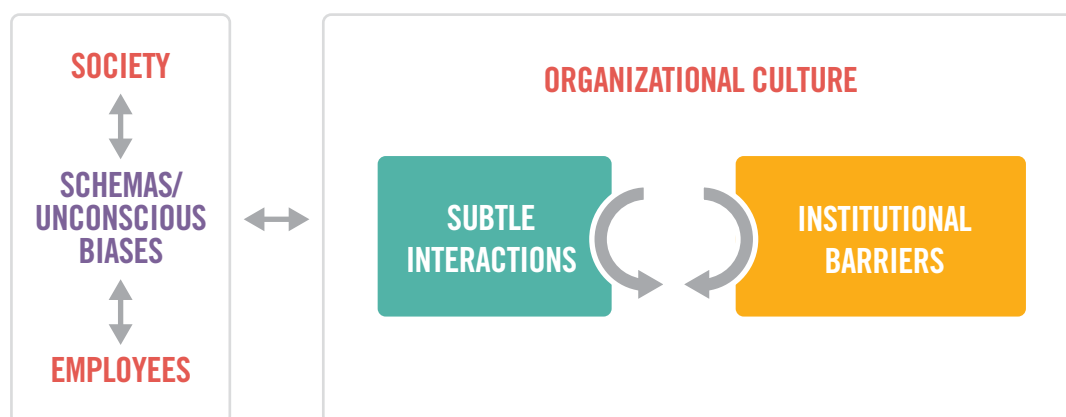 SOCIETY
SCHEMAS/
UNCONSCIOUS
BIASES
EMPLOYEES
ORGANIZATIONAL CULTURE
SUBTLE
INTERACTIONS
INSTITUTIONAL
BARRIERS